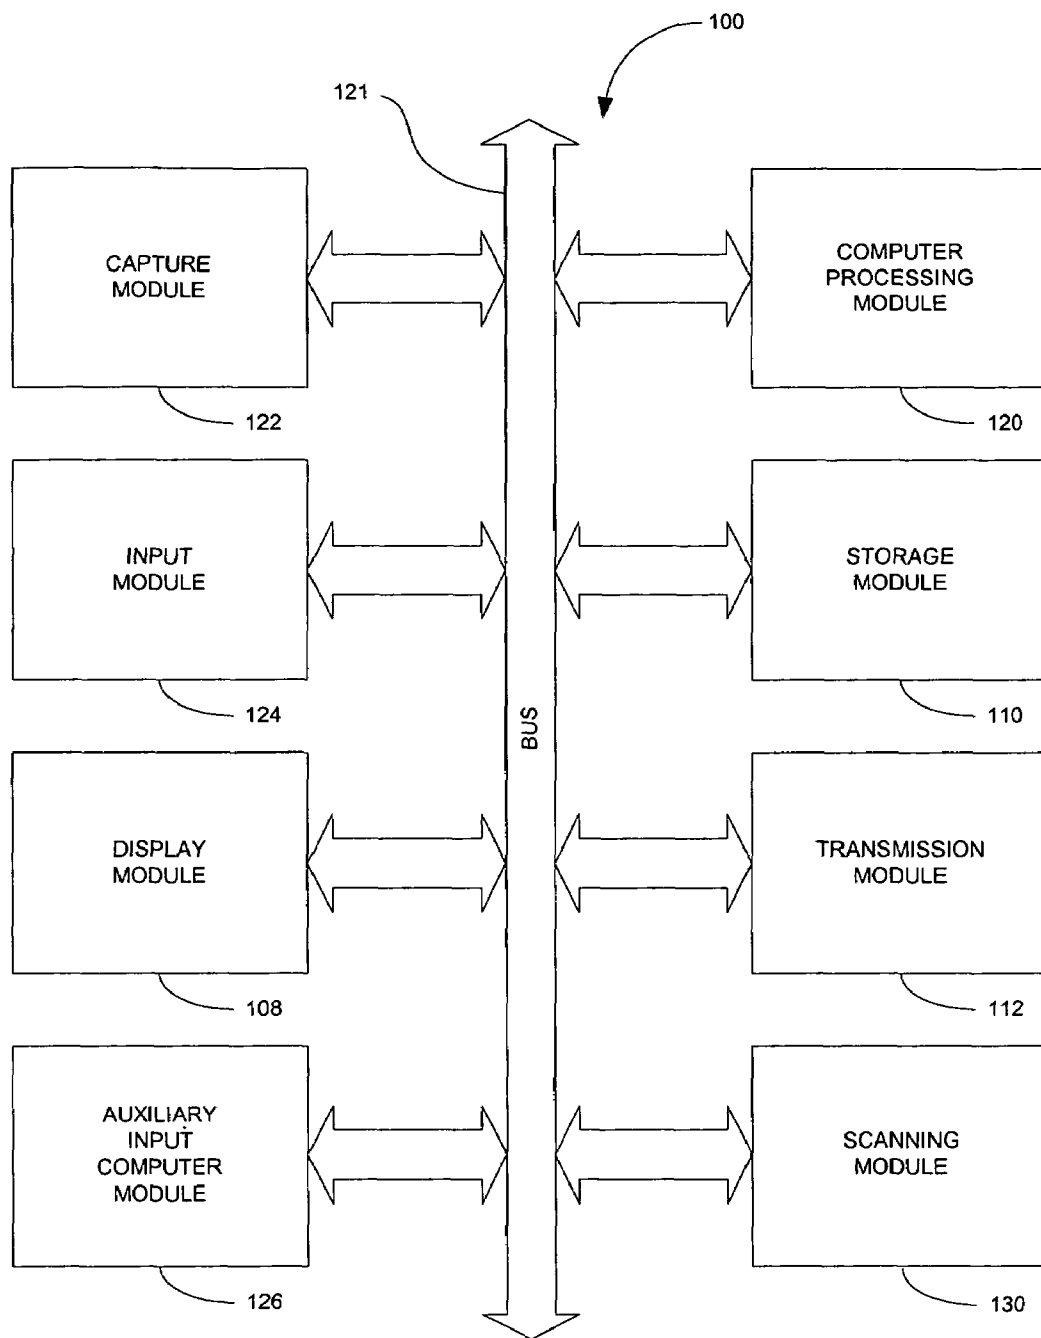 100
121
CAPTURE
MODULE
122
COMPUTER
PROCESSING
MODULE
120
INPUT
MODULE
124
STORAGE
MODULE
110
BUS
DISPLAY
MODULE
108
TRANSMISSION
MODULE
112
AUXILIARY
INPUT
COMPUTER
MODULE
126
SCANNING
MODULE
130